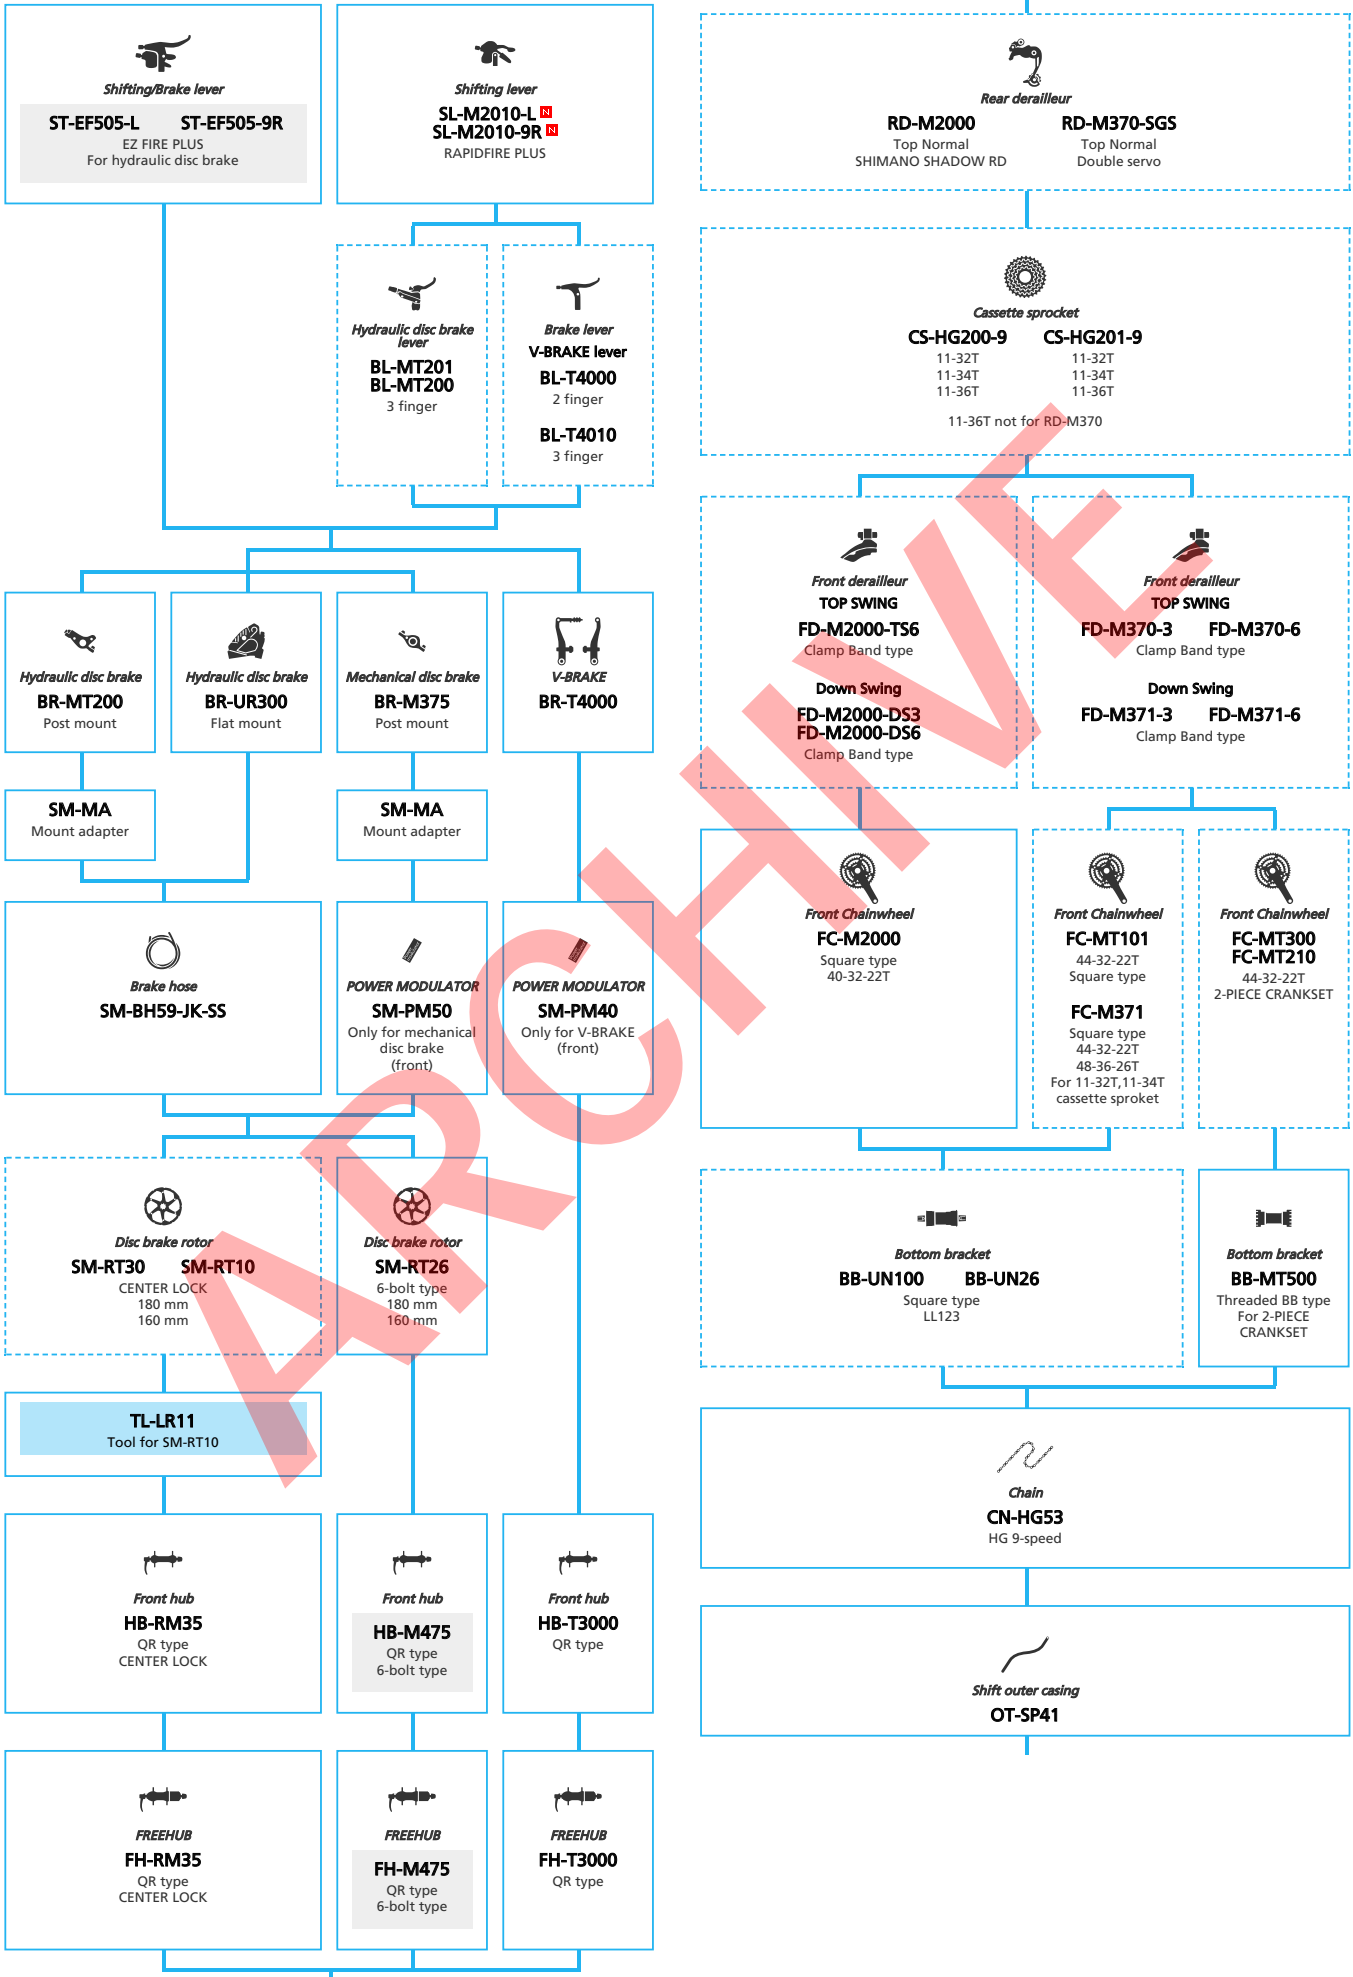 Shifting/Brake lever
ST-EF505-L ST-EF505-9R
EZ FIRE PLUS
For hydraulic disc brake
Shifting lever
SL-M2010-L N
SL-M2010-9R N
RAPIDFIRE PLUS
Hydraulic disc brake
lever
BL-MT201
BL-MT200
3 finger
Brake lever
V-BRAKE lever
BL-T4000
2 finger
BL-T4010
3 finger
Hydraulic disc brake
BR-MT200
Post mount
Hydraulic disc brake
BR-UR300
Flat mount
Mechanical disc brake
BR-M375
Post mount
V-BRAKE
BR-T4000
SM-MA
Mount adapter
SM-MA
Mount adapter
Brake hose
SM-BH59-JK-SS
POWER MODULATOR
SM-PM50
Only for mechanical
disc brake
(front)
POWER MODULATOR
SM-PM40
Only for V-BRAKE
(front)
Disc brake rotor
SM-RT30 SM-RT10
CENTER LOCK
180 mm
160 mm
Disc brake rotor
SM-RT26
6-bolt type
180 mm
160 mm
TL-LR11
Tool for SM-RT10
Front hub
HB-RM35
QR type
CENTER LOCK
Front hub
HB-M475
QR type
6-bolt type
Front hub
HB-T3000
QR type
FREEHUB
FH-RM35
QR type
CENTER LOCK
FREEHUB
FH-M475
QR type
6-bolt type
FREEHUB
FH-T3000
QR type
Rear derailleur
RD-M2000
Top Normal
SHIMANO SHADOW RD
RD-M370-SGS
Top Normal
Double servo
Cassette sprocket
CS-HG200-9
11-32T
11-34T
11-36T
CS-HG201-9
11-32T
11-34T
11-36T
11-36T not for RD-M370
Front derailleur
TOP SWING
FD-M2000-TS6
Clamp Band type
Down Swing
FD-M2000-DS3
FD-M2000-DS6
Clamp Band type
Front derailleur
TOP SWING
FD-M370-3 FD-M370-6
Clamp Band type
Down Swing
FD-M371-3 FD-M371-6
Clamp Band type
Front Chainwheel
FC-M2000
Square type
40-32-22T
Front Chainwheel
FC-MT101
44-32-22T
Square type
FC-M371
Square type
44-32-22T
48-36-26T
For 11-32T,11-34T
cassette sproket
Front Chainwheel
FC-MT300
FC-MT210
44-32-22T
2-PIECE CRANKSET
Bottom bracket
BB-UN100 BB-UN26
Square type
LL123
Bottom bracket
BB-MT500
Threaded BB type
For 2-PIECE
CRANKSET
Chain
CN-HG53
HG 9-speed
Shift outer casing
OT-SP41
ARCHIVE